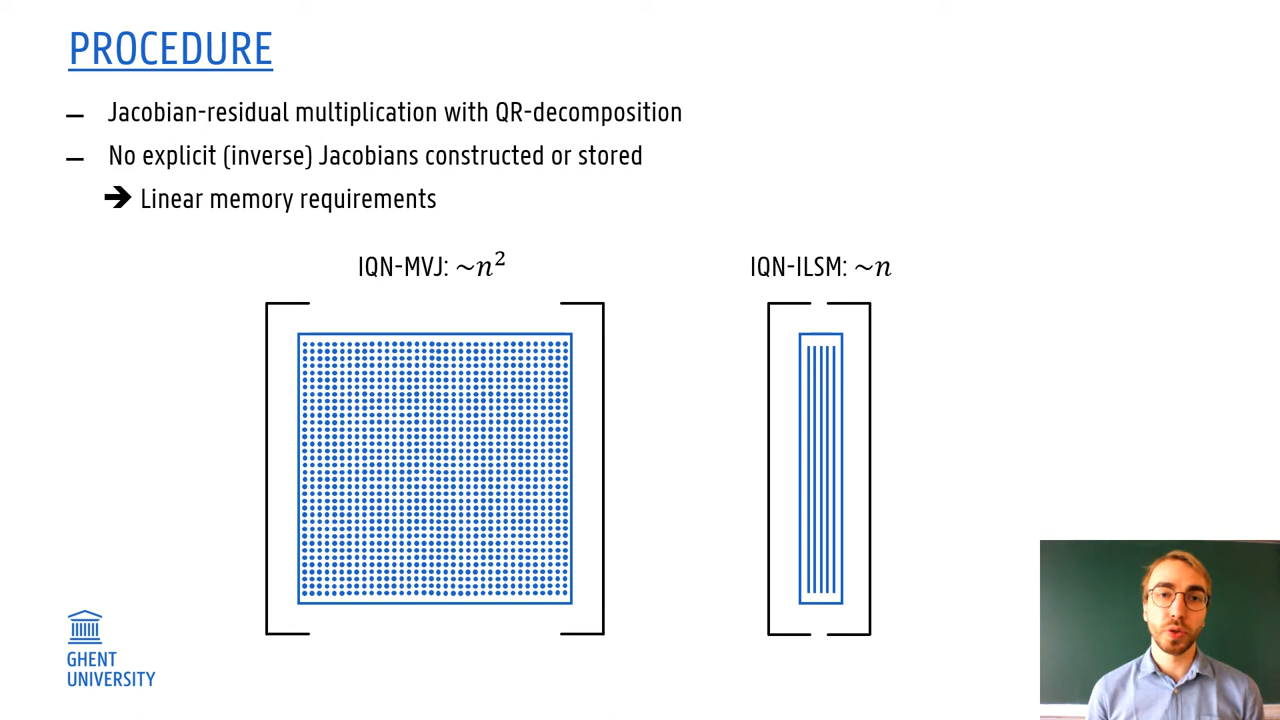 PROCEDURE
– Jacobian-residual multiplication with QR-decomposition
– No explicit (inverse) Jacobians constructed or stored
➔ Linear memory requirements
IQN-MVJ: ~n²
IQN-ILSM: ~n
GHENT
UNIVERSITY